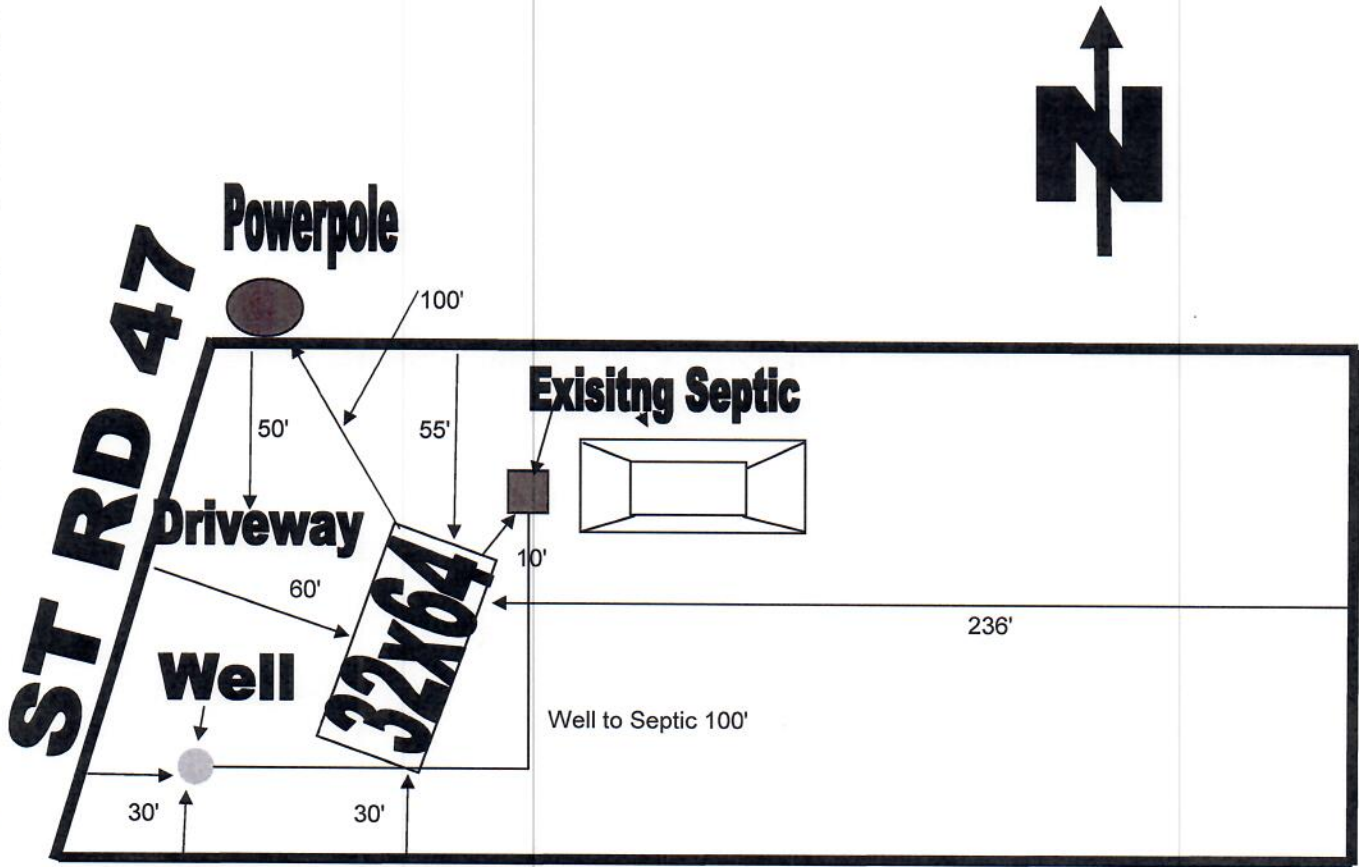 N
Powerpole
ST RD 47
100'
Exisitng Septic
50'
55'
Driveway
10'
60'
32x64
236'
Well
Well to Septic 100'
30'
30'